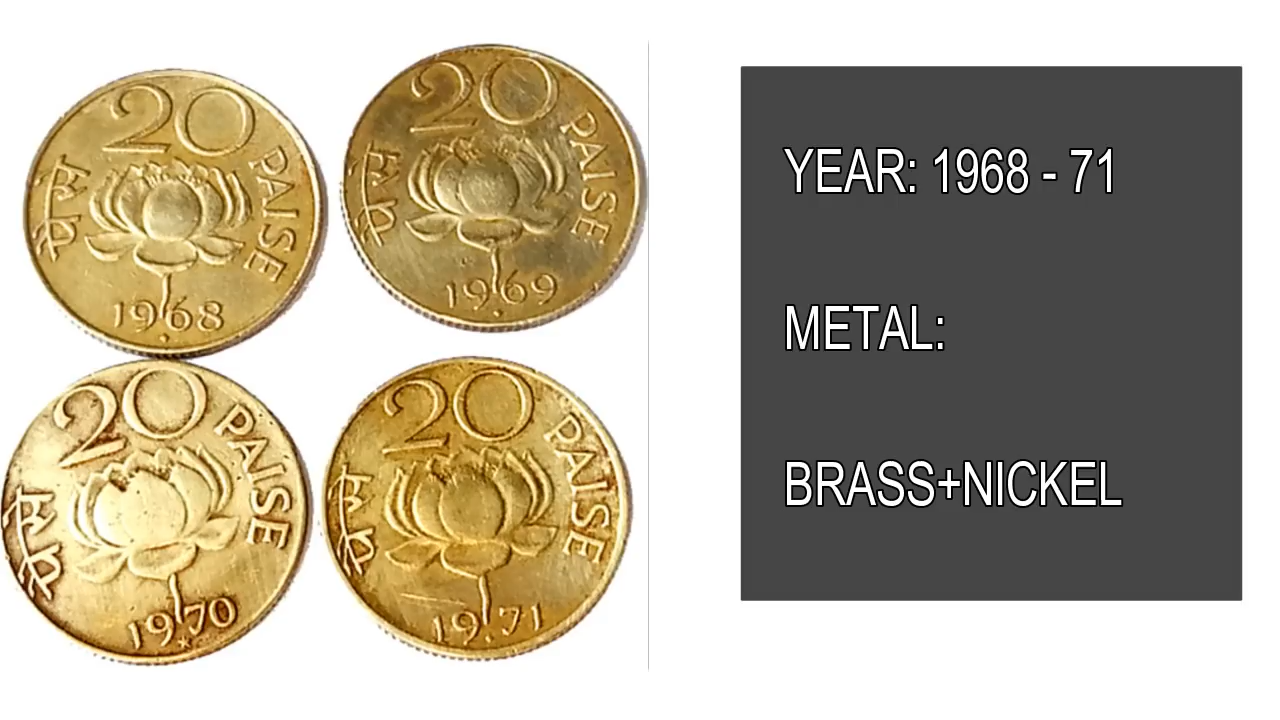 20
पैसे
PAISE
1968
20
पैसे
PAISE
1969
20
पैसे
PAISE
1970
20
पैसे
PAISE
1971
YEAR: 1968 - 71
METAL:
BRASS+NICKEL